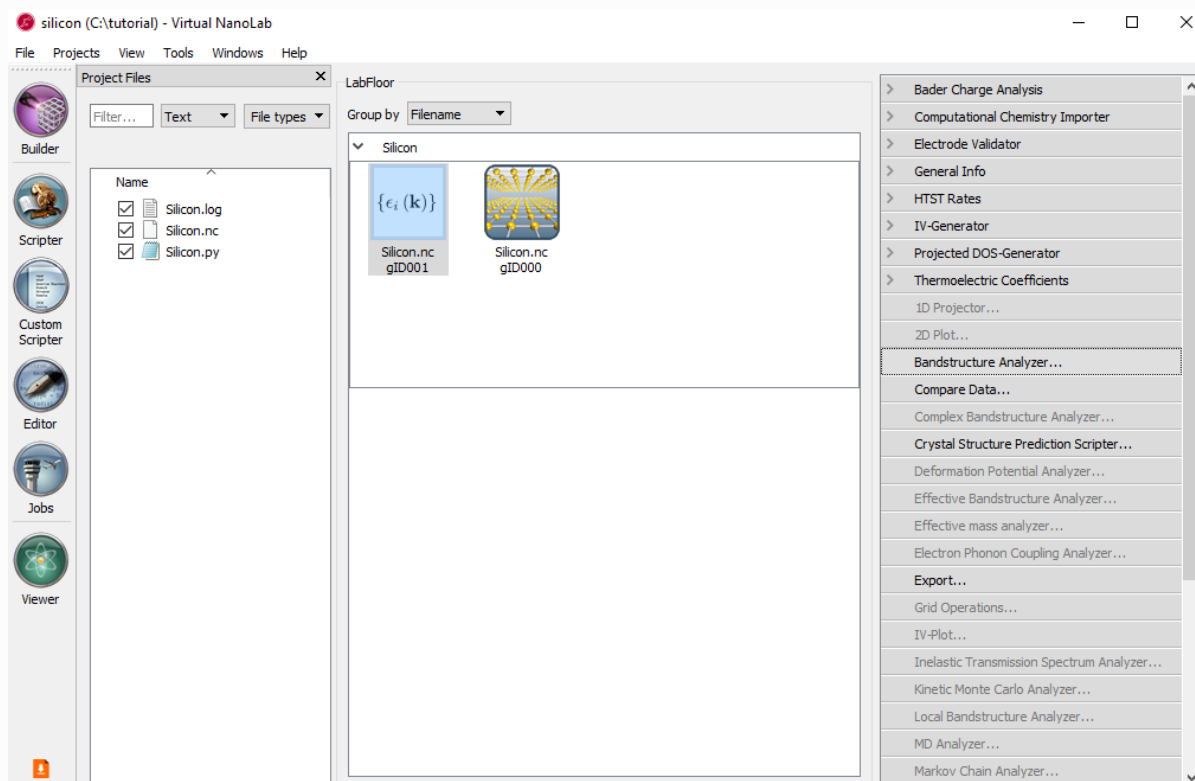 silicon (C:\tutorial) - Virtual NanoLab
File Projects View Tools Windows Help
Builder
Scripter
Custom
Scripter
Editor
Jobs
Viewer
Project Files
Filter... Text File types
Name
Silicon.log
Silicon.nc
Silicon.py
LabFloor
Group by Filename
Silicon
{ϵᵢ (k)}
Silicon.nc
gID001
Silicon.nc
gID000
Bader Charge Analysis
Computational Chemistry Importer
Electrode Validator
General Info
HTST Rates
IV-Generator
Projected DOS-Generator
Thermoelectric Coefficients
1D Projector...
2D Plot...
Bandstructure Analyzer...
Compare Data...
Complex Bandstructure Analyzer...
Crystal Structure Prediction Scripter...
Deformation Potential Analyzer...
Effective Bandstructure Analyzer...
Effective mass analyzer...
Electron Phonon Coupling Analyzer...
Export...
Grid Operations...
IV-Plot...
Inelastic Transmission Spectrum Analyzer...
Kinetic Monte Carlo Analyzer...
Local Bandstructure Analyzer...
MD Analyzer...
Markov Chain Analyzer...